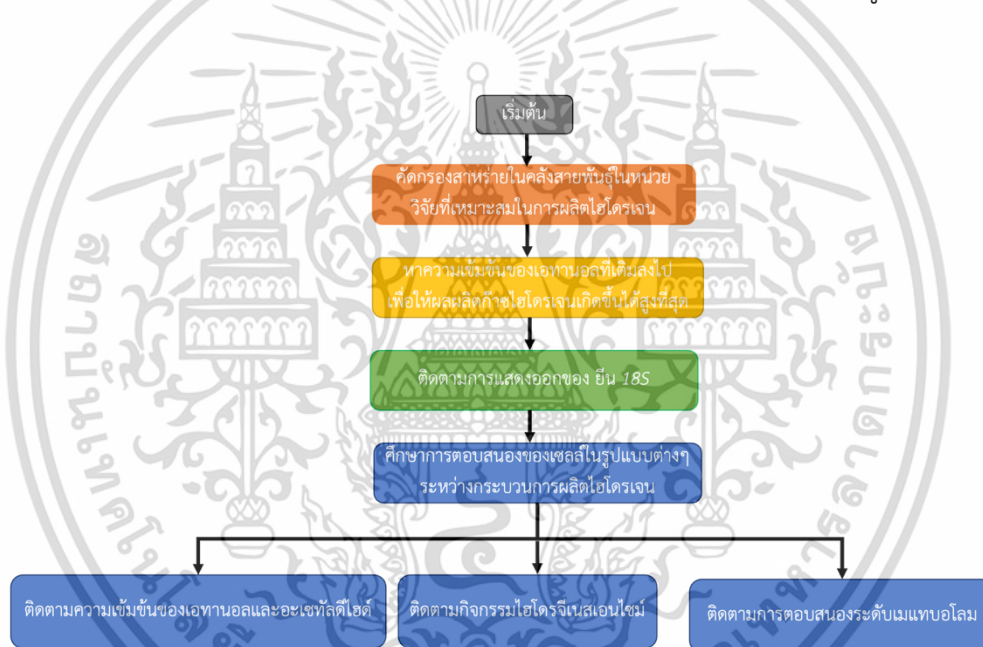 เริ่มต้น
คัดกรองสาหร่ายในคลังสายพันธุ์ในหน่วย
วิจัยที่เหมาะสมในการผลิตไฮโดรเจน
หาความเข้มข้นของเอทานอลที่เติมลงไป
เพื่อให้ผลผลิตก๊าซไฮโดรเจนเกิดขึ้นได้สูงที่สุด
ติดตามการแสดงออกของ ยีน 18S
ศึกษาการตอบสนองของเซลล์ในรูปแบบต่างๆ
ระหว่างกระบวนการผลิตไฮโดรเจน
ติดตามความเข้มข้นของเอทานอลและอะเซทัลดีไฮด์
ติดตามกิจกรรมไฮโดรจีเนสเอนไซม์
ติดตามการตอบสนองระดับเมแทบอโลม